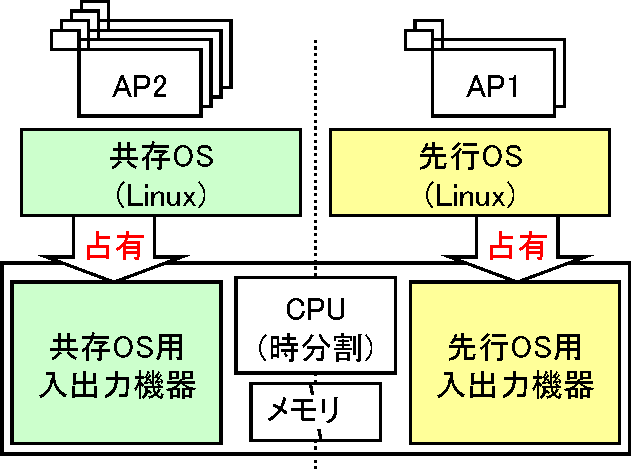 AP2
AP1
共存OS
(Linux)
先行OS
(Linux)
占有
占有
共存OS用
入出力機器
CPU
(時分割)
メモリ
先行OS用
入出力機器